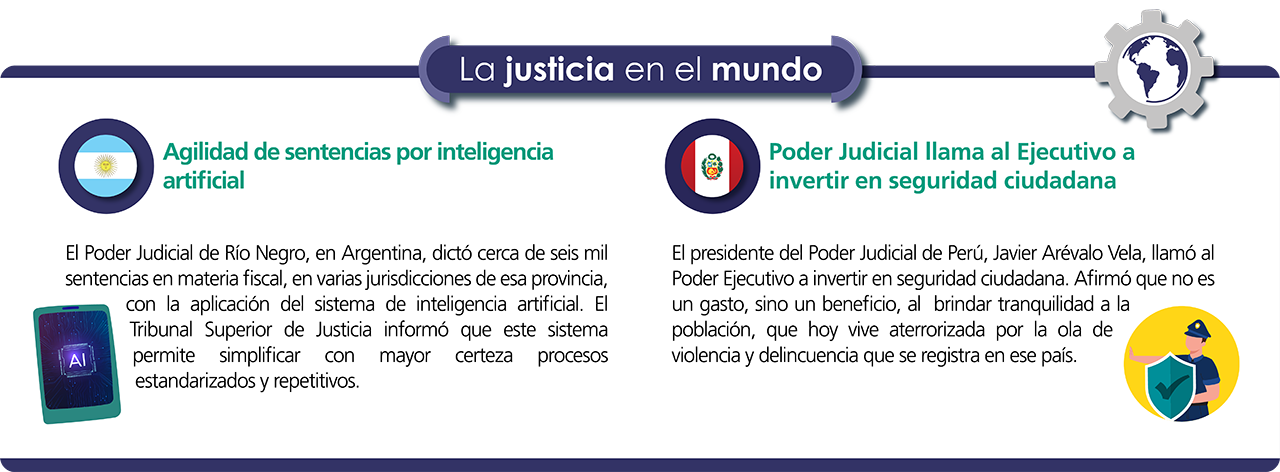 La justicia en el mundo
Agilidad de sentencias por inteligencia
artificial
El Poder Judicial de Río Negro, en Argentina, dictó cerca de seis mil
sentencias en materia fiscal, en varias jurisdicciones de esa provincia,
con la aplicación del sistema de inteligencia artificial. El
Tribunal Superior de Justicia informó que este sistema
permite simplificar con mayor certeza procesos
estandarizados y repetitivos.
AI
Poder Judicial llama al Ejecutivo a
invertir en seguridad ciudadana
El presidente del Poder Judicial de Perú, Javier Arévalo Vela, llamó al
Poder Ejecutivo a invertir en seguridad ciudadana. Afirmó que no es
un gasto, sino un beneficio, al brindar tranquilidad a la
población, que hoy vive aterrorizada por la ola de
violencia y delincuencia que se registra en ese país.